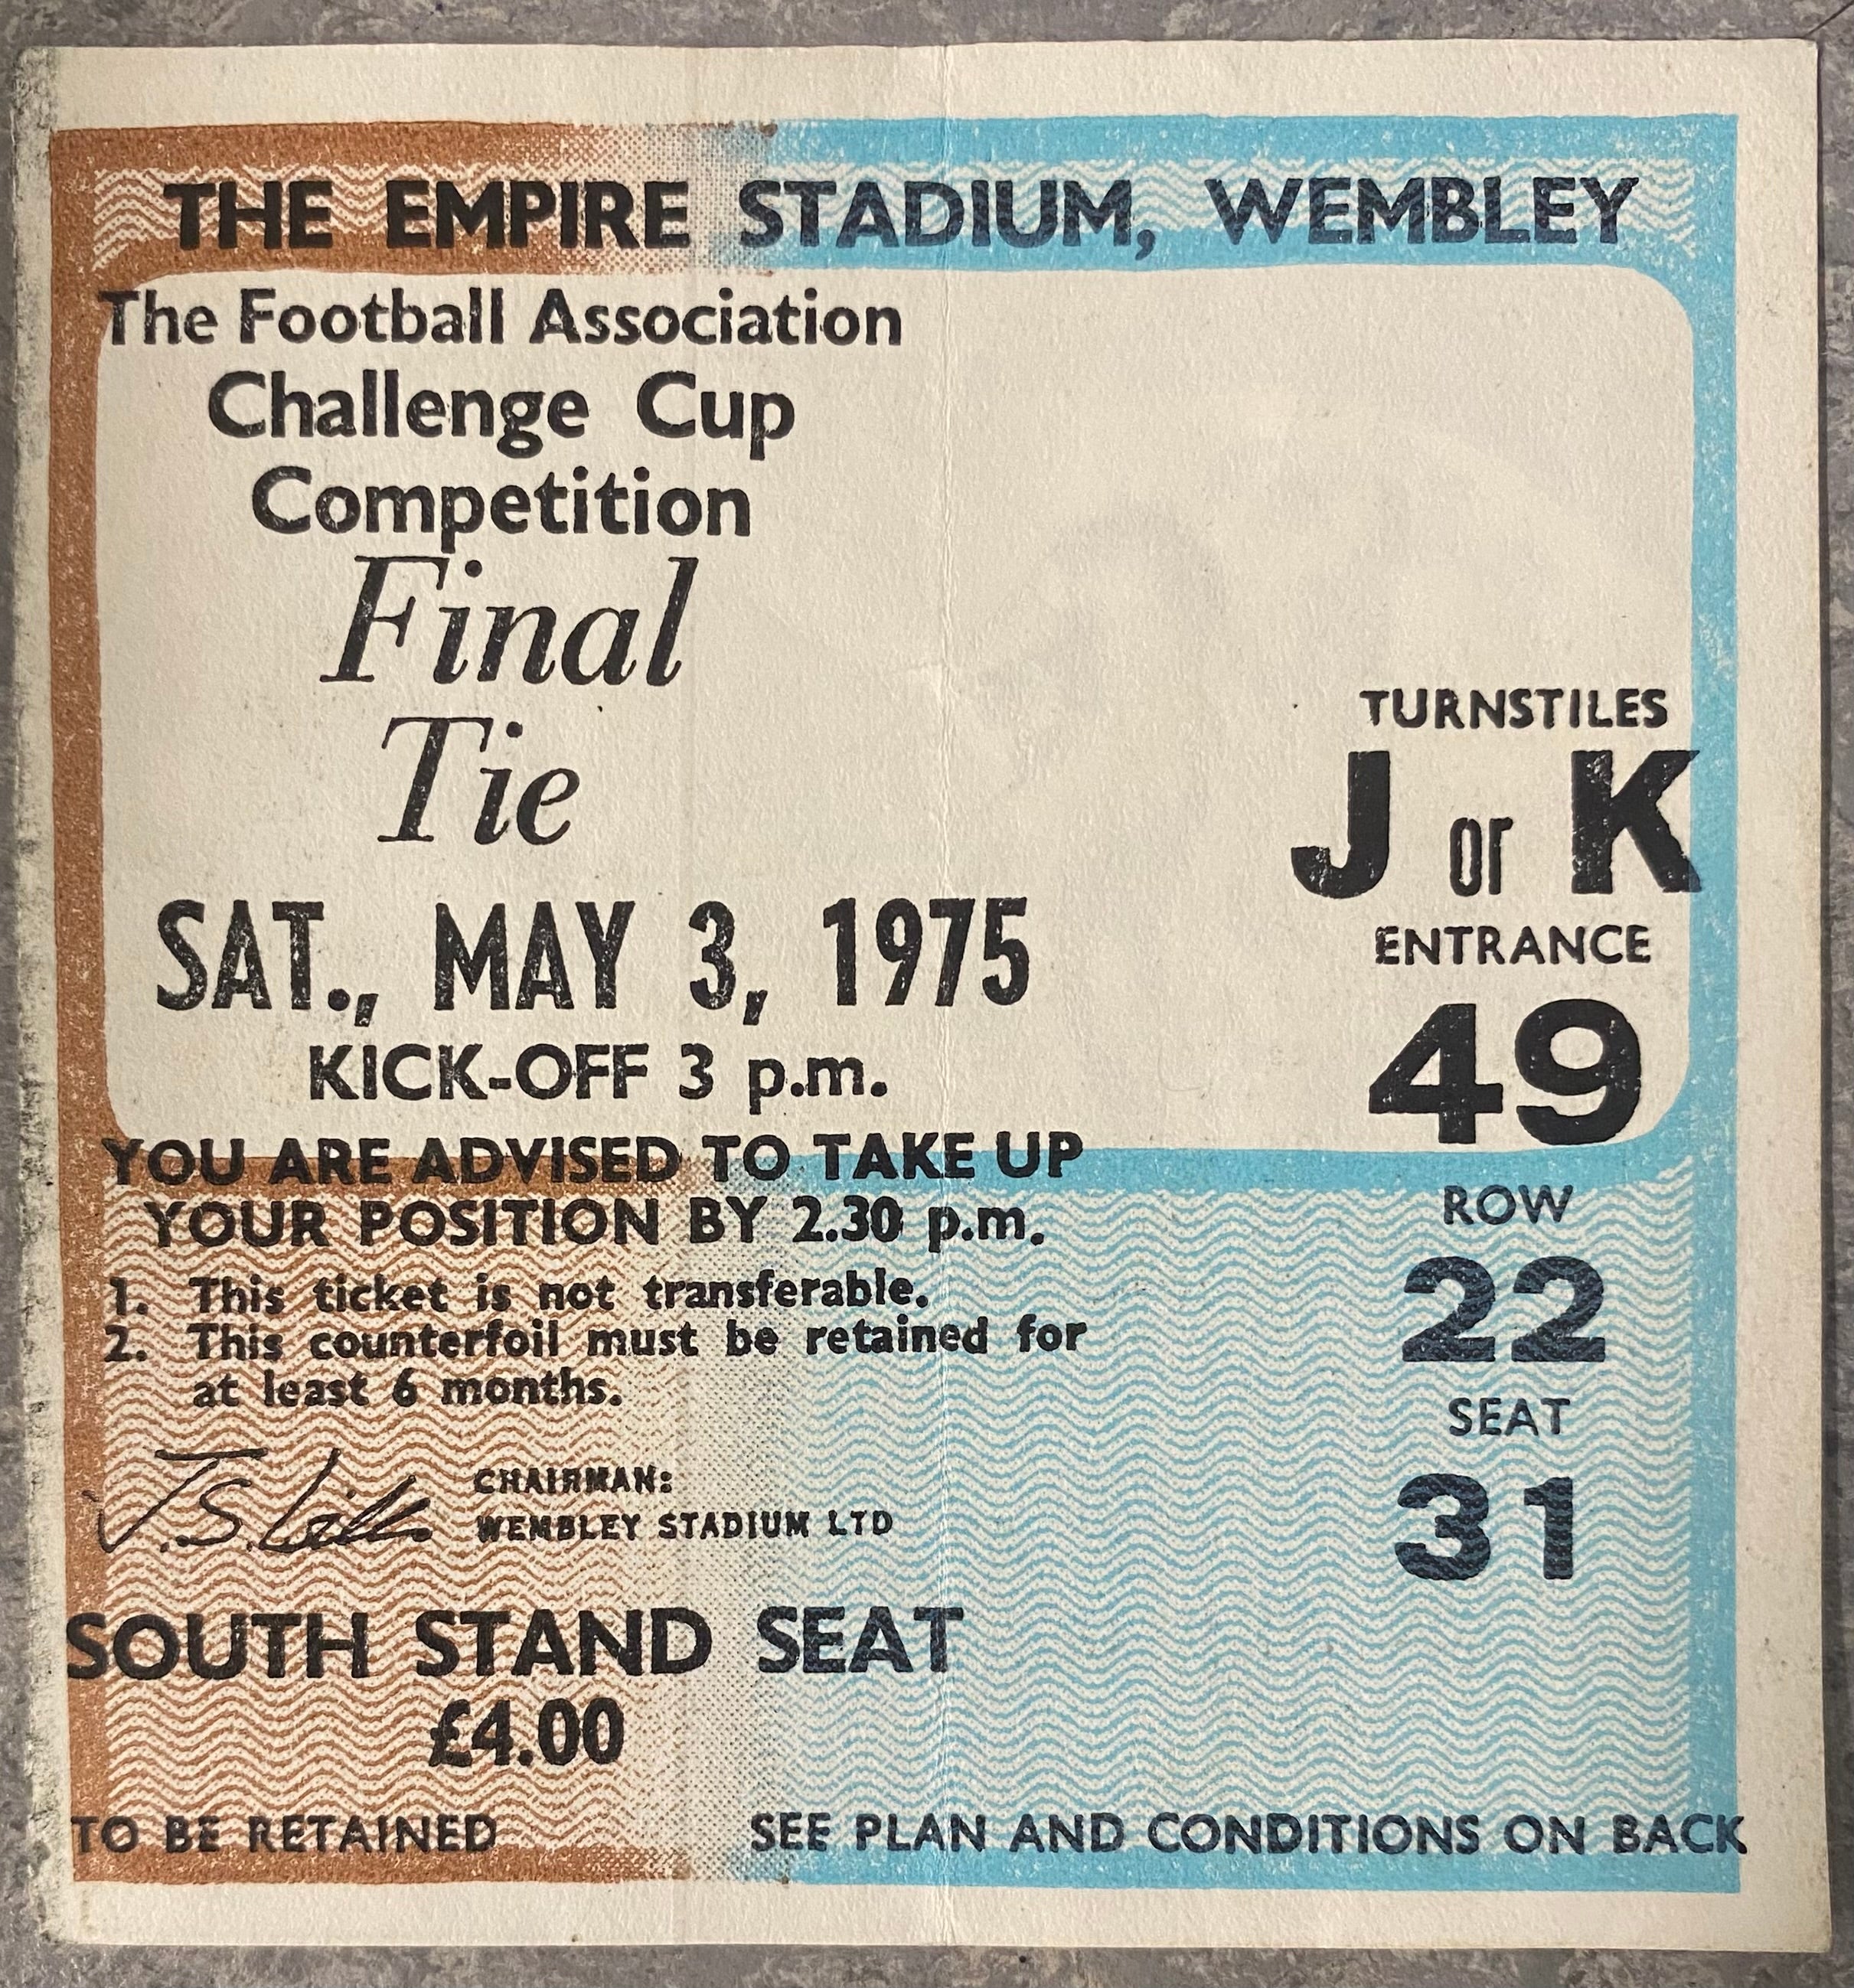 THE EMPIRE STADIUM, WEMBLEY
The Football Association
Challenge Cup
Competition
Final
Tie
SAT., MAY 3, 1975
KICK-OFF 3 p.m.
YOU ARE ADVISED TO TAKE UP
YOUR POSITION BY 2.30 p.m.
1. This ticket is not transferable.
2. This counterfoil must be retained for
at least 6 months.
CHAIRMAN:
WEMBLEY STADIUM LTD
SOUTH STAND SEAT
£4.00
TO BE RETAINED
TURNSTILES
J or K
ENTRANCE
49
ROW
22
SEAT
31
SEE PLAN AND CONDITIONS ON BACK